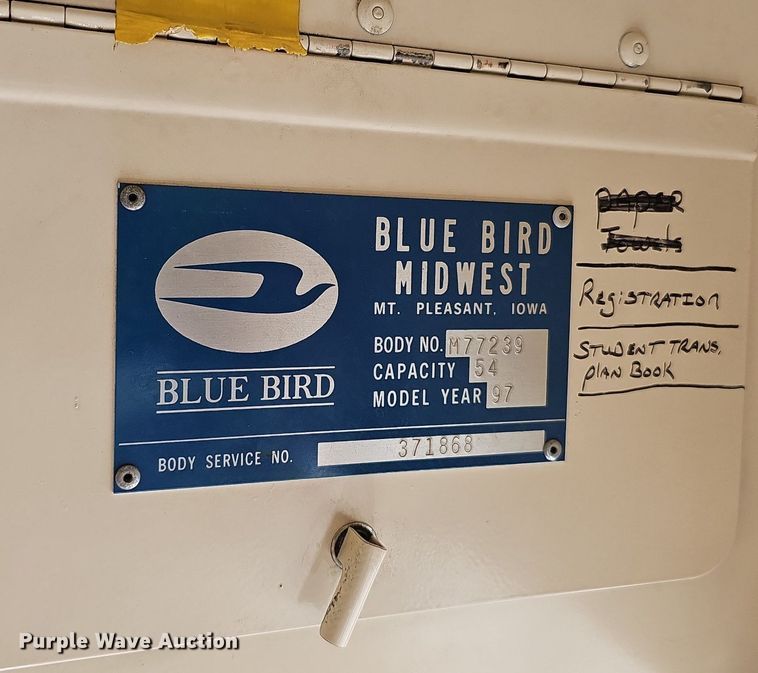 BLUE BIRD
MIDWEST
MT. PLEASANT, IOWA
BODY NO. M77239
CAPACITY 54
MODEL YEAR 97
BLUE BIRD
BODY SERVICE NO. 371868
PAPER
Towels
RegiSTRATION
STUDENT TRANS.
PlAN BOOK
Purple Wave Auction